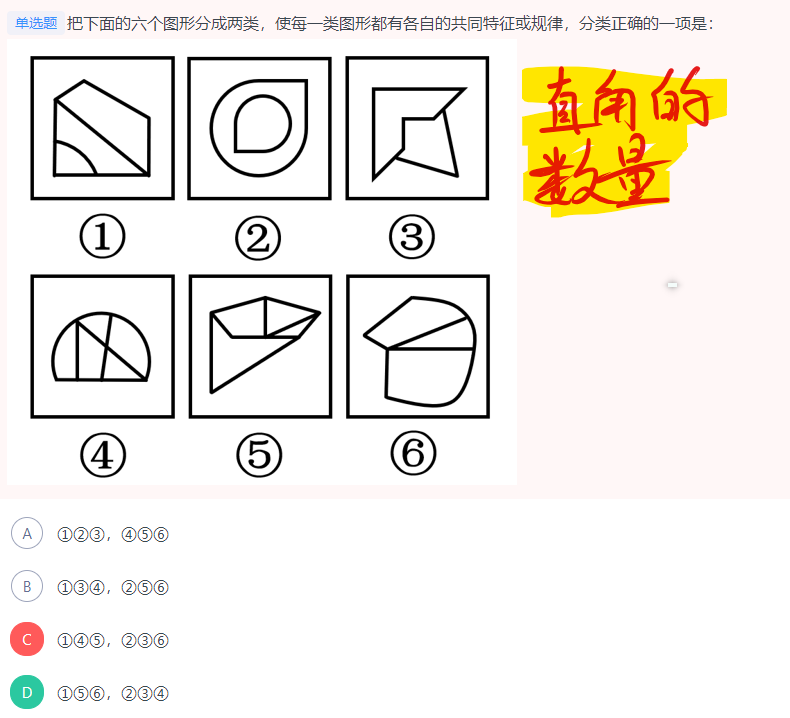 单选题 把下面的六个图形分成两类，使每一类图形都有各自的共同特征或规律，分类正确的一项是：
直角的
数量
① ② ③
④ ⑤ ⑥
A ①②③，④⑤⑥
B ①③④，②⑤⑥
C ①④⑤，②③⑥
D ①⑤⑥，②③④